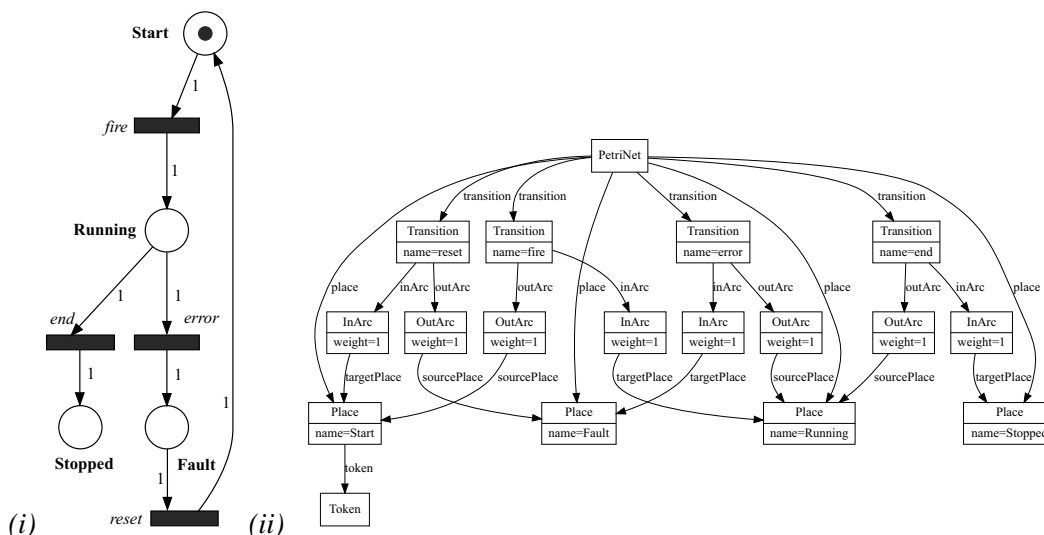 Start
1
fire
1
Running
1
1
end
error
1
1
1
Stopped
Fault
1
reset
(i)
PetriNet
transition
transition
transition
transition
Transition
name=reset
Transition
name=fire
Transition
name=error
Transition
name=end
place
inArc
outArc
outArc
inArc
place
inArc
outArc
place
outArc
inArc
place
InArc
weight=1
OutArc
weight=1
OutArc
weight=1
InArc
weight=1
InArc
weight=1
OutArc
weight=1
OutArc
weight=1
InArc
weight=1
targetPlace
sourcePlace
sourcePlace
targetPlace
targetPlace
sourcePlace
sourcePlace
targetPlace
Place
name=Start
Place
name=Fault
Place
name=Running
Place
name=Stopped
token
Token
(ii)